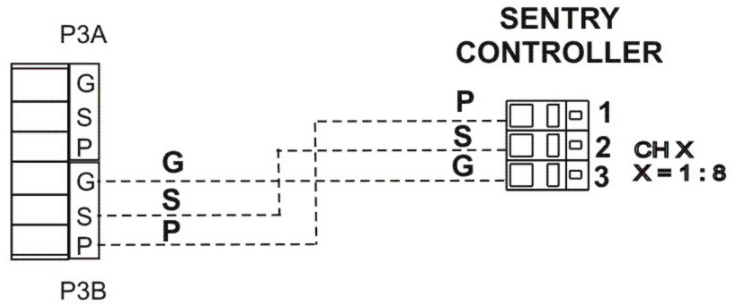 P3A
SENTRY
CONTROLLER
G
S
P
G
S
P
G
S
P
P
S
G
1
2
3
CH X
X = 1 : 8
P3B